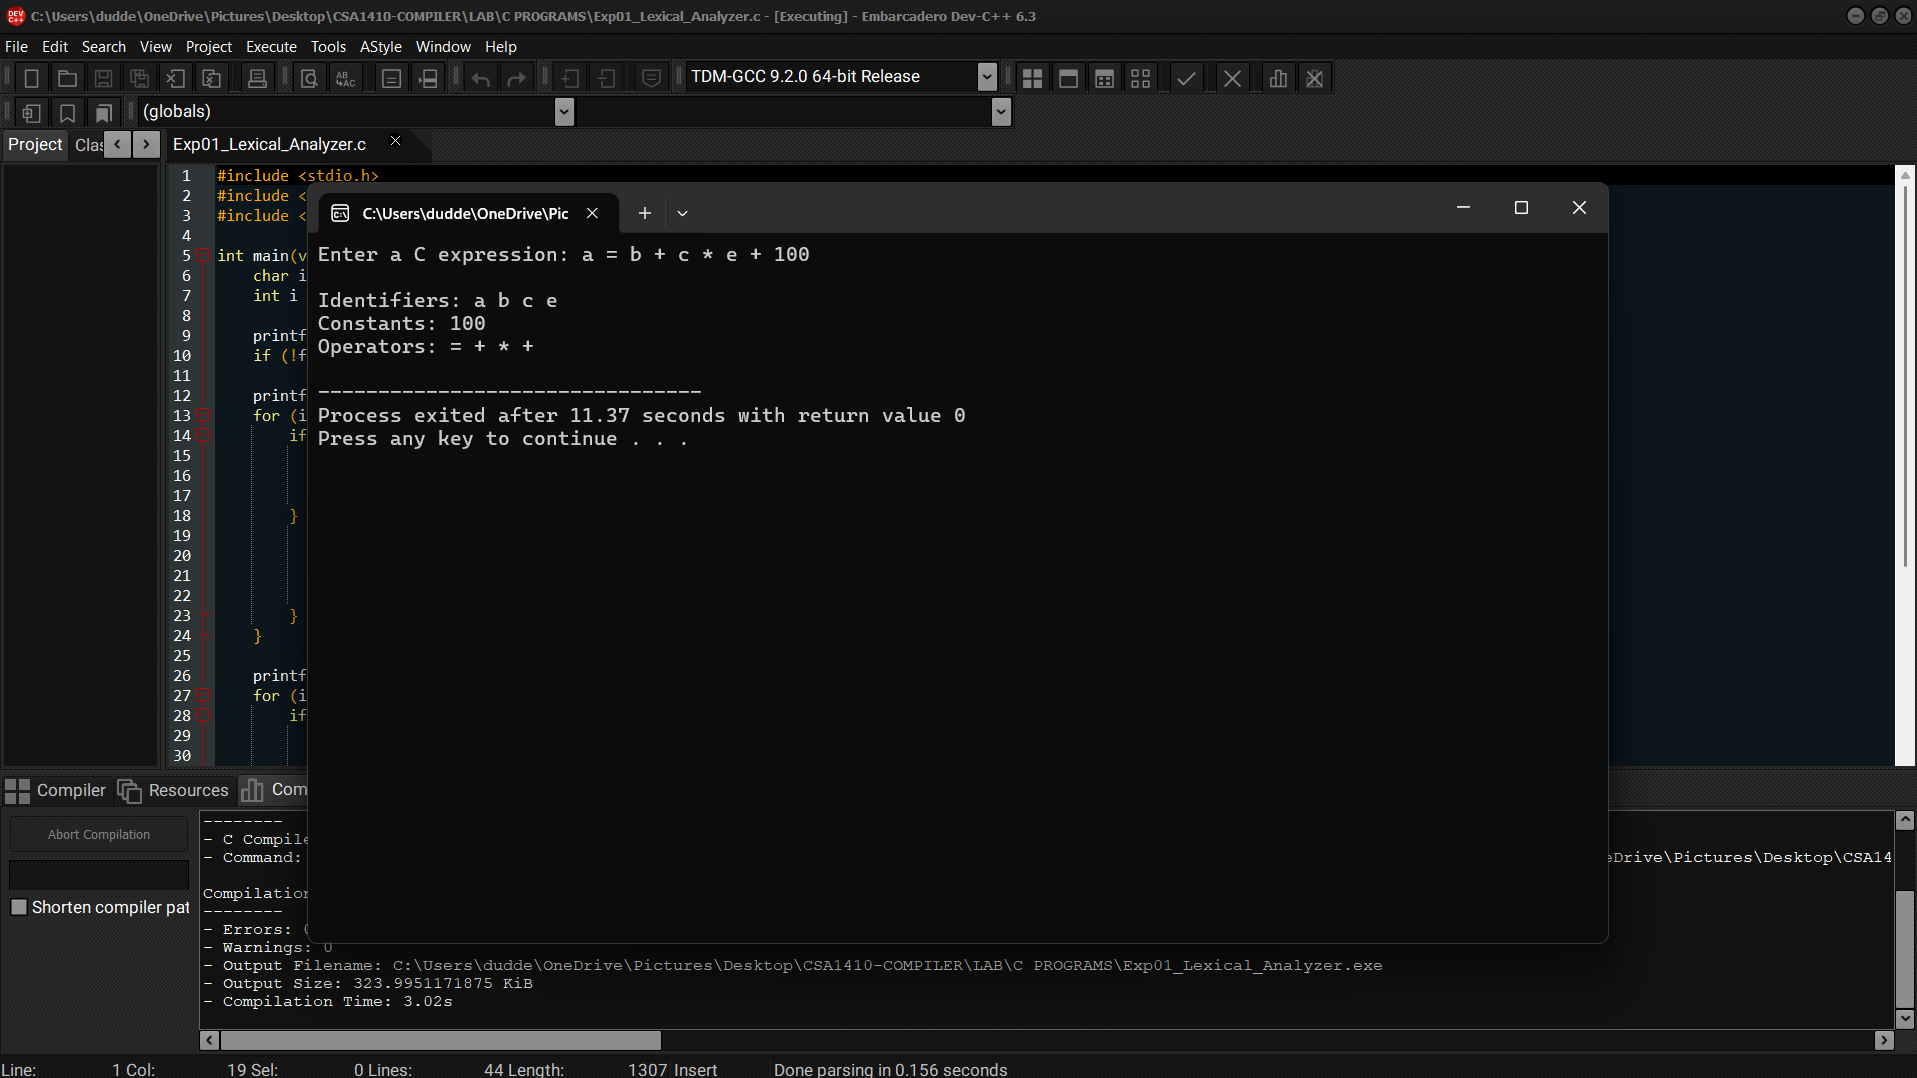 C:\Users\dudde\OneDrive\Pictures\Desktop\CSA1410-COMPILER\LAB\C PROGRAMS\Exp01_Lexical_Analyzer.c - [Executing] - Embarcadero Dev-C++ 6.3
File Edit Search View Project Execute Tools AStyle Window Help
TDM-GCC 9.2.0 64-bit Release
(globals)
Project Clas Exp01_Lexical_Analyzer.c
1 #include <stdio.h>
2 #include <
3 #include <
4
5 int main(v
6 char i
7 int i
8
9 printf
10 if (!f
11
12 printf
13 for (i
14 if
15
16
17
18 }
19
20
21
22
23 }
24 }
25
26 printf
27 for (i
28 if
29
30
C:\Users\dudde\OneDrive\Pic
Enter a C expression: a = b + c * e + 100
Identifiers: a b c e
Constants: 100
Operators: = + * +
--------------------------------
Process exited after 11.37 seconds with return value 0
Press any key to continue . . .
Compiler Resources Com
Abort Compilation
Shorten compiler pat
--------
- C Compile
- Command: eDrive\Pictures\Desktop\CSA14
Compilation
--------
- Errors: 0
- Warnings: 0
- Output Filename: C:\Users\dudde\OneDrive\Pictures\Desktop\CSA1410-COMPILER\LAB\C PROGRAMS\Exp01_Lexical_Analyzer.exe
- Output Size: 323.9951171875 KiB
- Compilation Time: 3.02s
Line: 1 Col: 19 Sel: 0 Lines: 44 Length: 1307 Insert Done parsing in 0.156 seconds